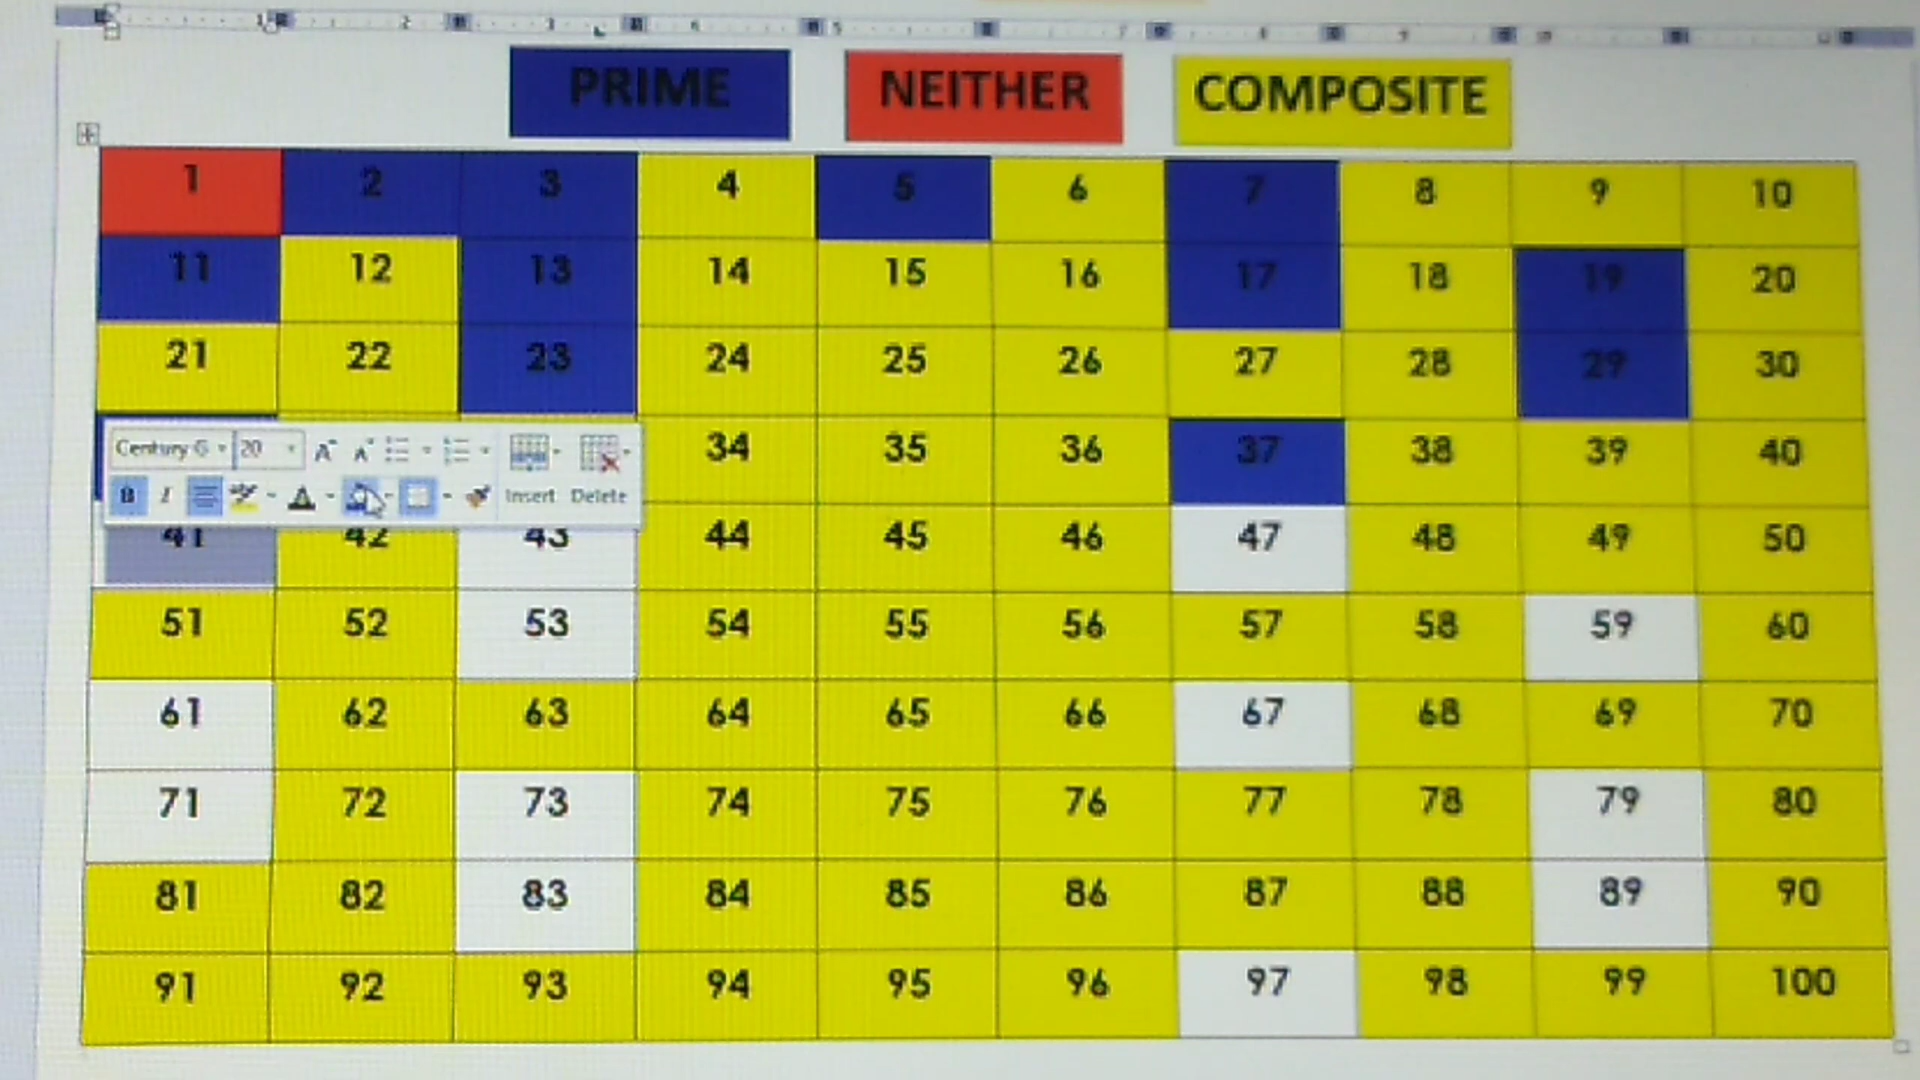 PRIME NEITHER COMPOSITE
1 2 3 4 5 6 7 8 9 10
11 12 13 14 15 16 17 18 19 20
21 22 23 24 25 26 27 28 29 30
Century G 20
34 35 36 37 38 39 40
B I A Insert Delete
41 42 43 44 45 46 47 48 49 50
51 52 53 54 55 56 57 58 59 60
61 62 63 64 65 66 67 68 69 70
71 72 73 74 75 76 77 78 79 80
81 82 83 84 85 86 87 88 89 90
91 92 93 94 95 96 97 98 99 100